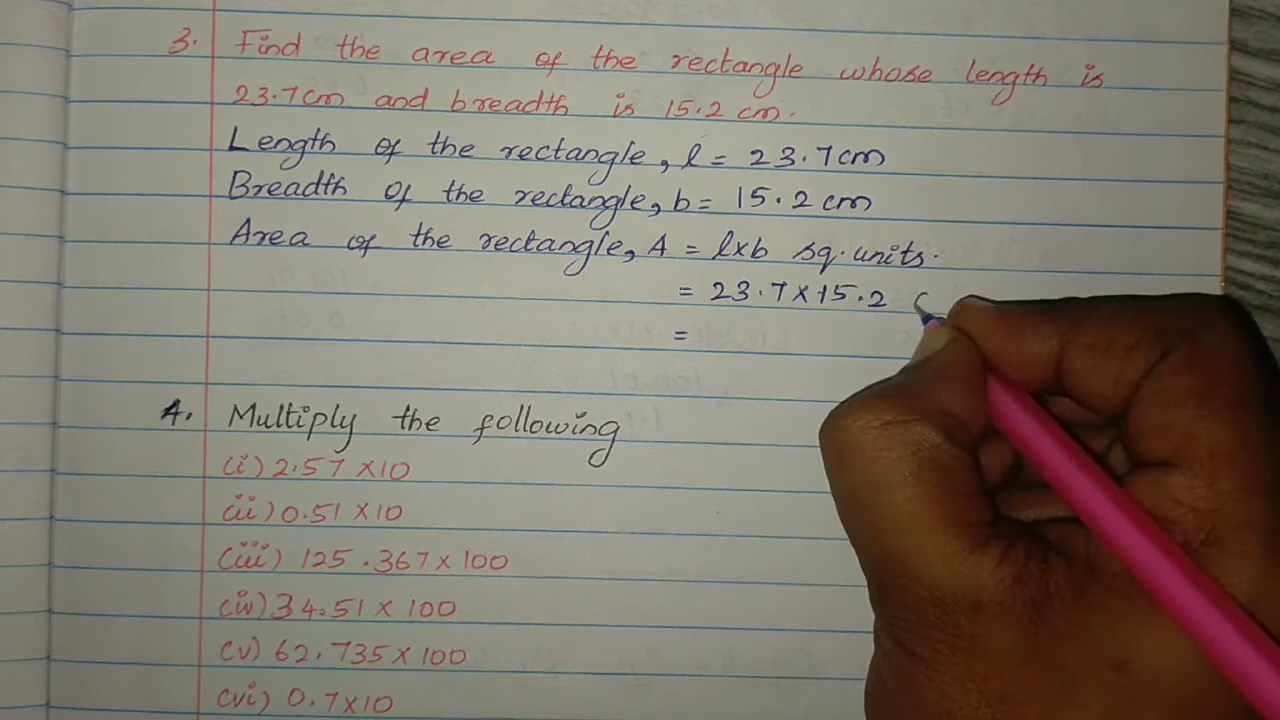 3. Find the area of the rectangle whose length is
23.7cm and breadth is 15.2 cm.
Length of the rectangle, l = 23.7cm
Breadth of the rectangle, b = 15.2 cm
Area of the rectangle, A = l×b sq. units.
= 23.7×15.2
=
4. Multiply the following
(i) 2.57 ×10
(ii) 0.51 ×10
(iii) 125.367×100
(iv) 34.51 × 100
(v) 62.735×100
(vi) 0.7×10